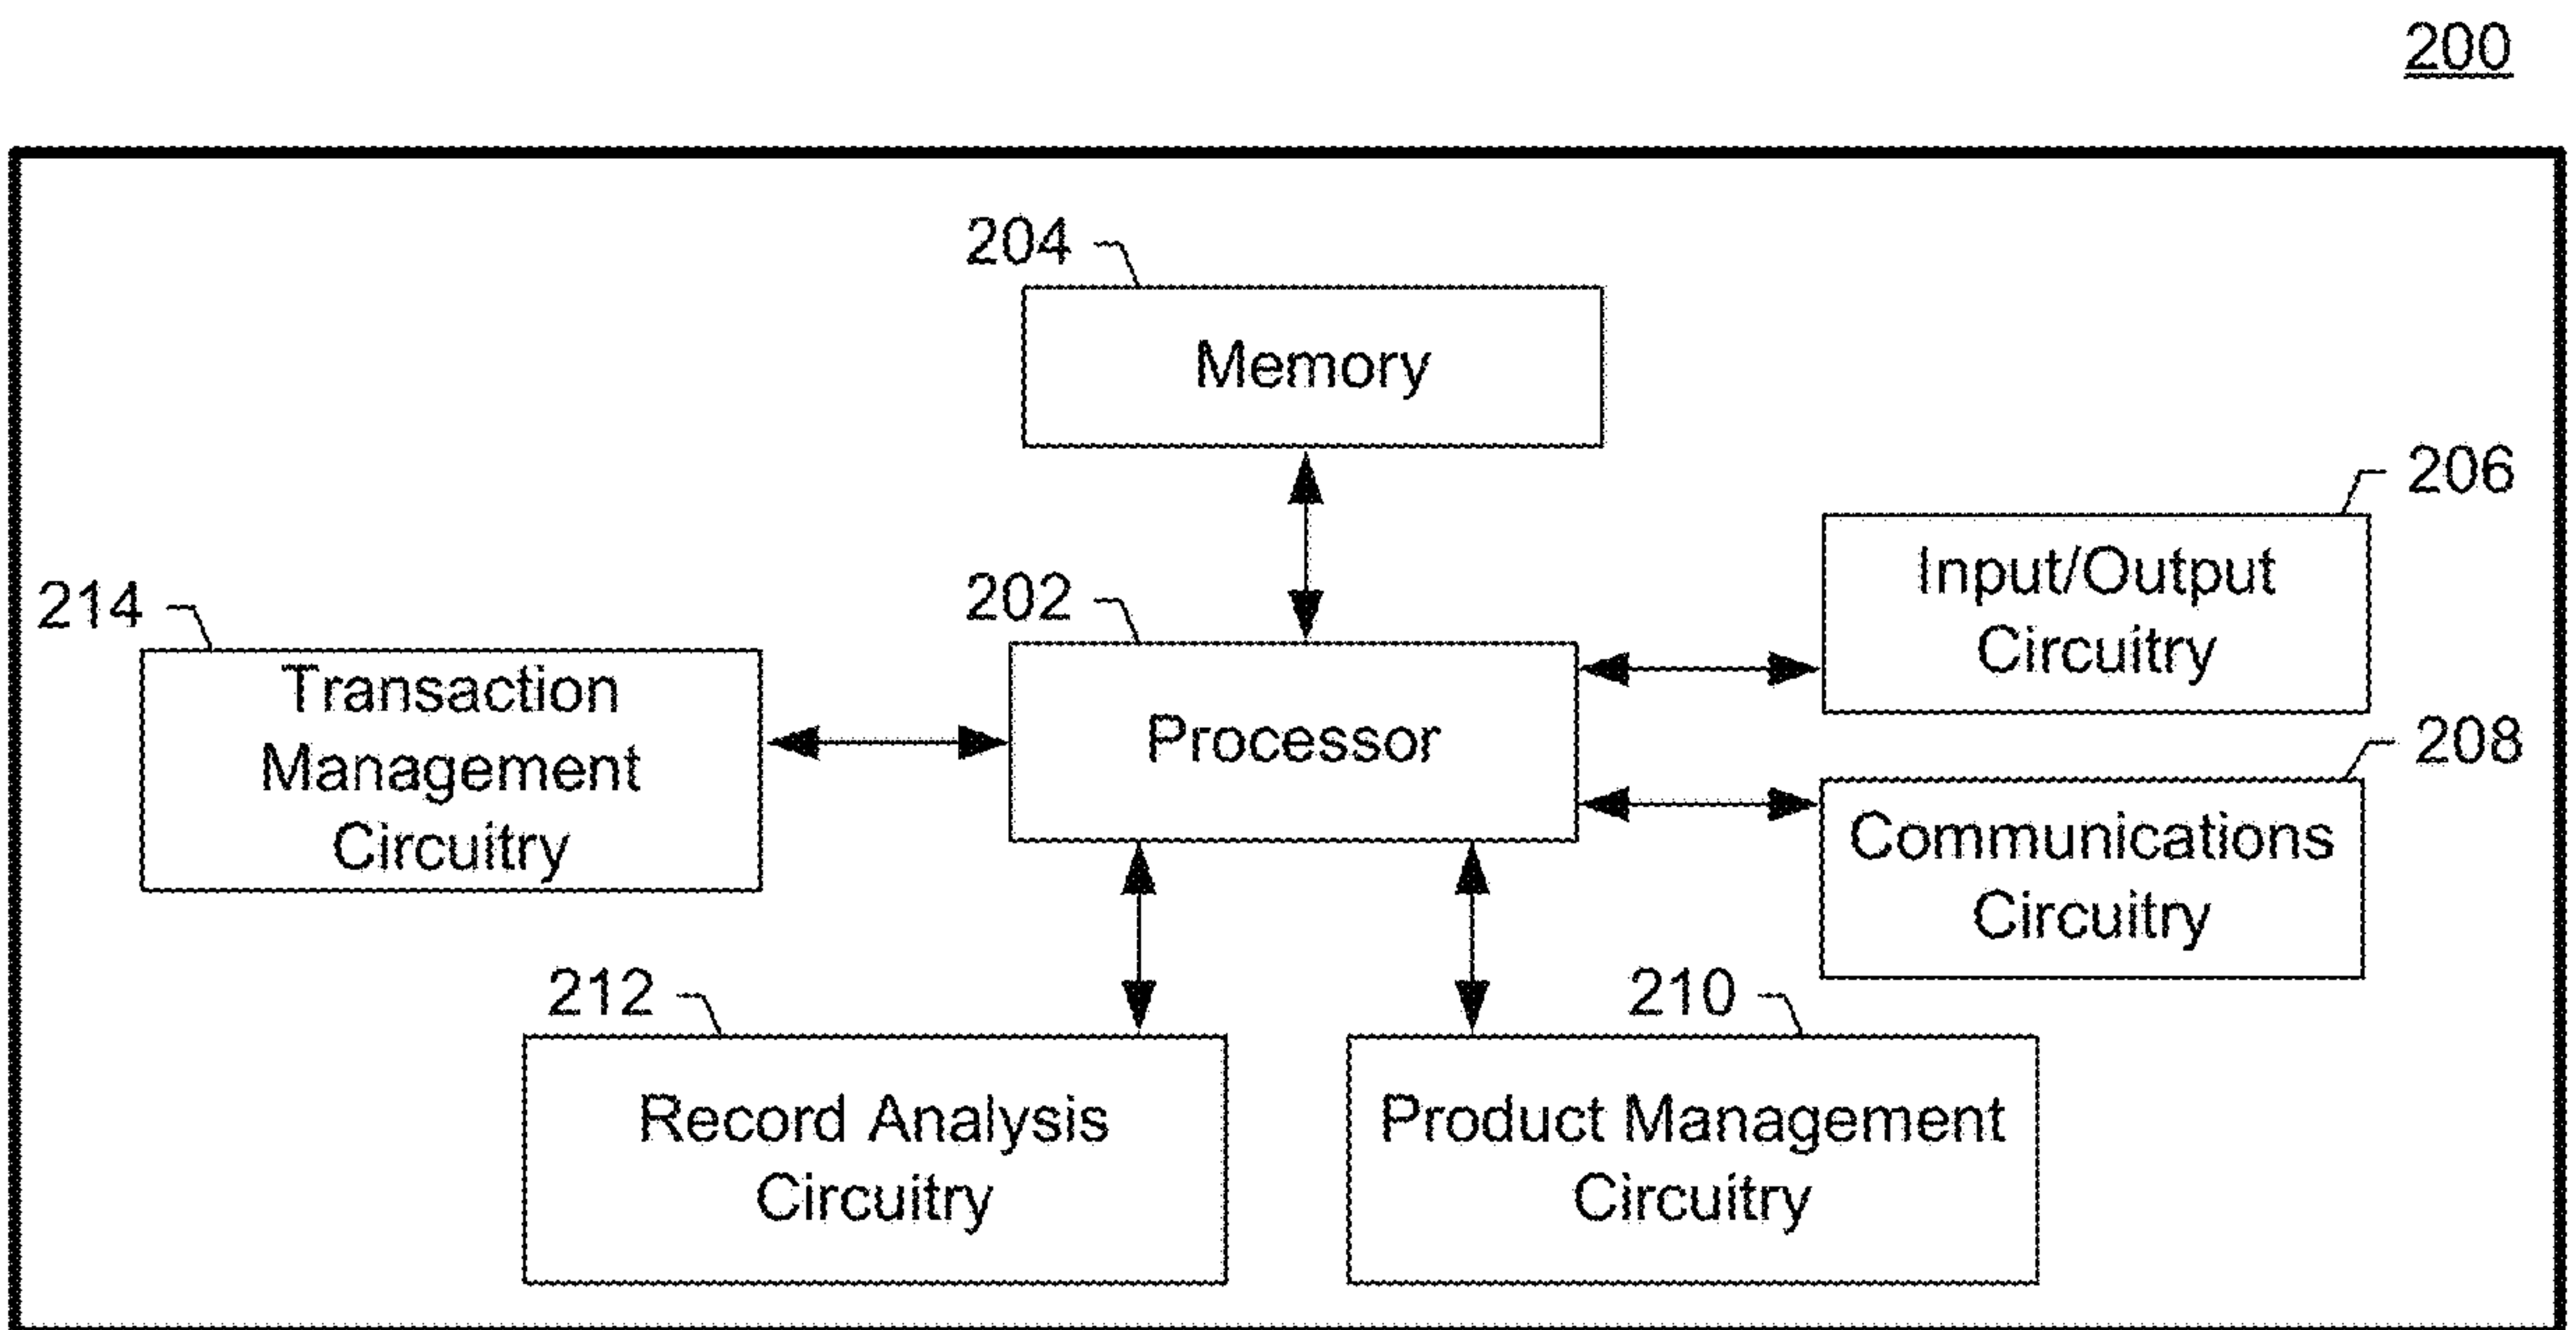 200
204
Memory
206
Input/Output
Circuitry
214
Transaction
Management
Circuitry
202
Processor
208
Communications
Circuitry
212
Record Analysis
Circuitry
210
Product Management
Circuitry